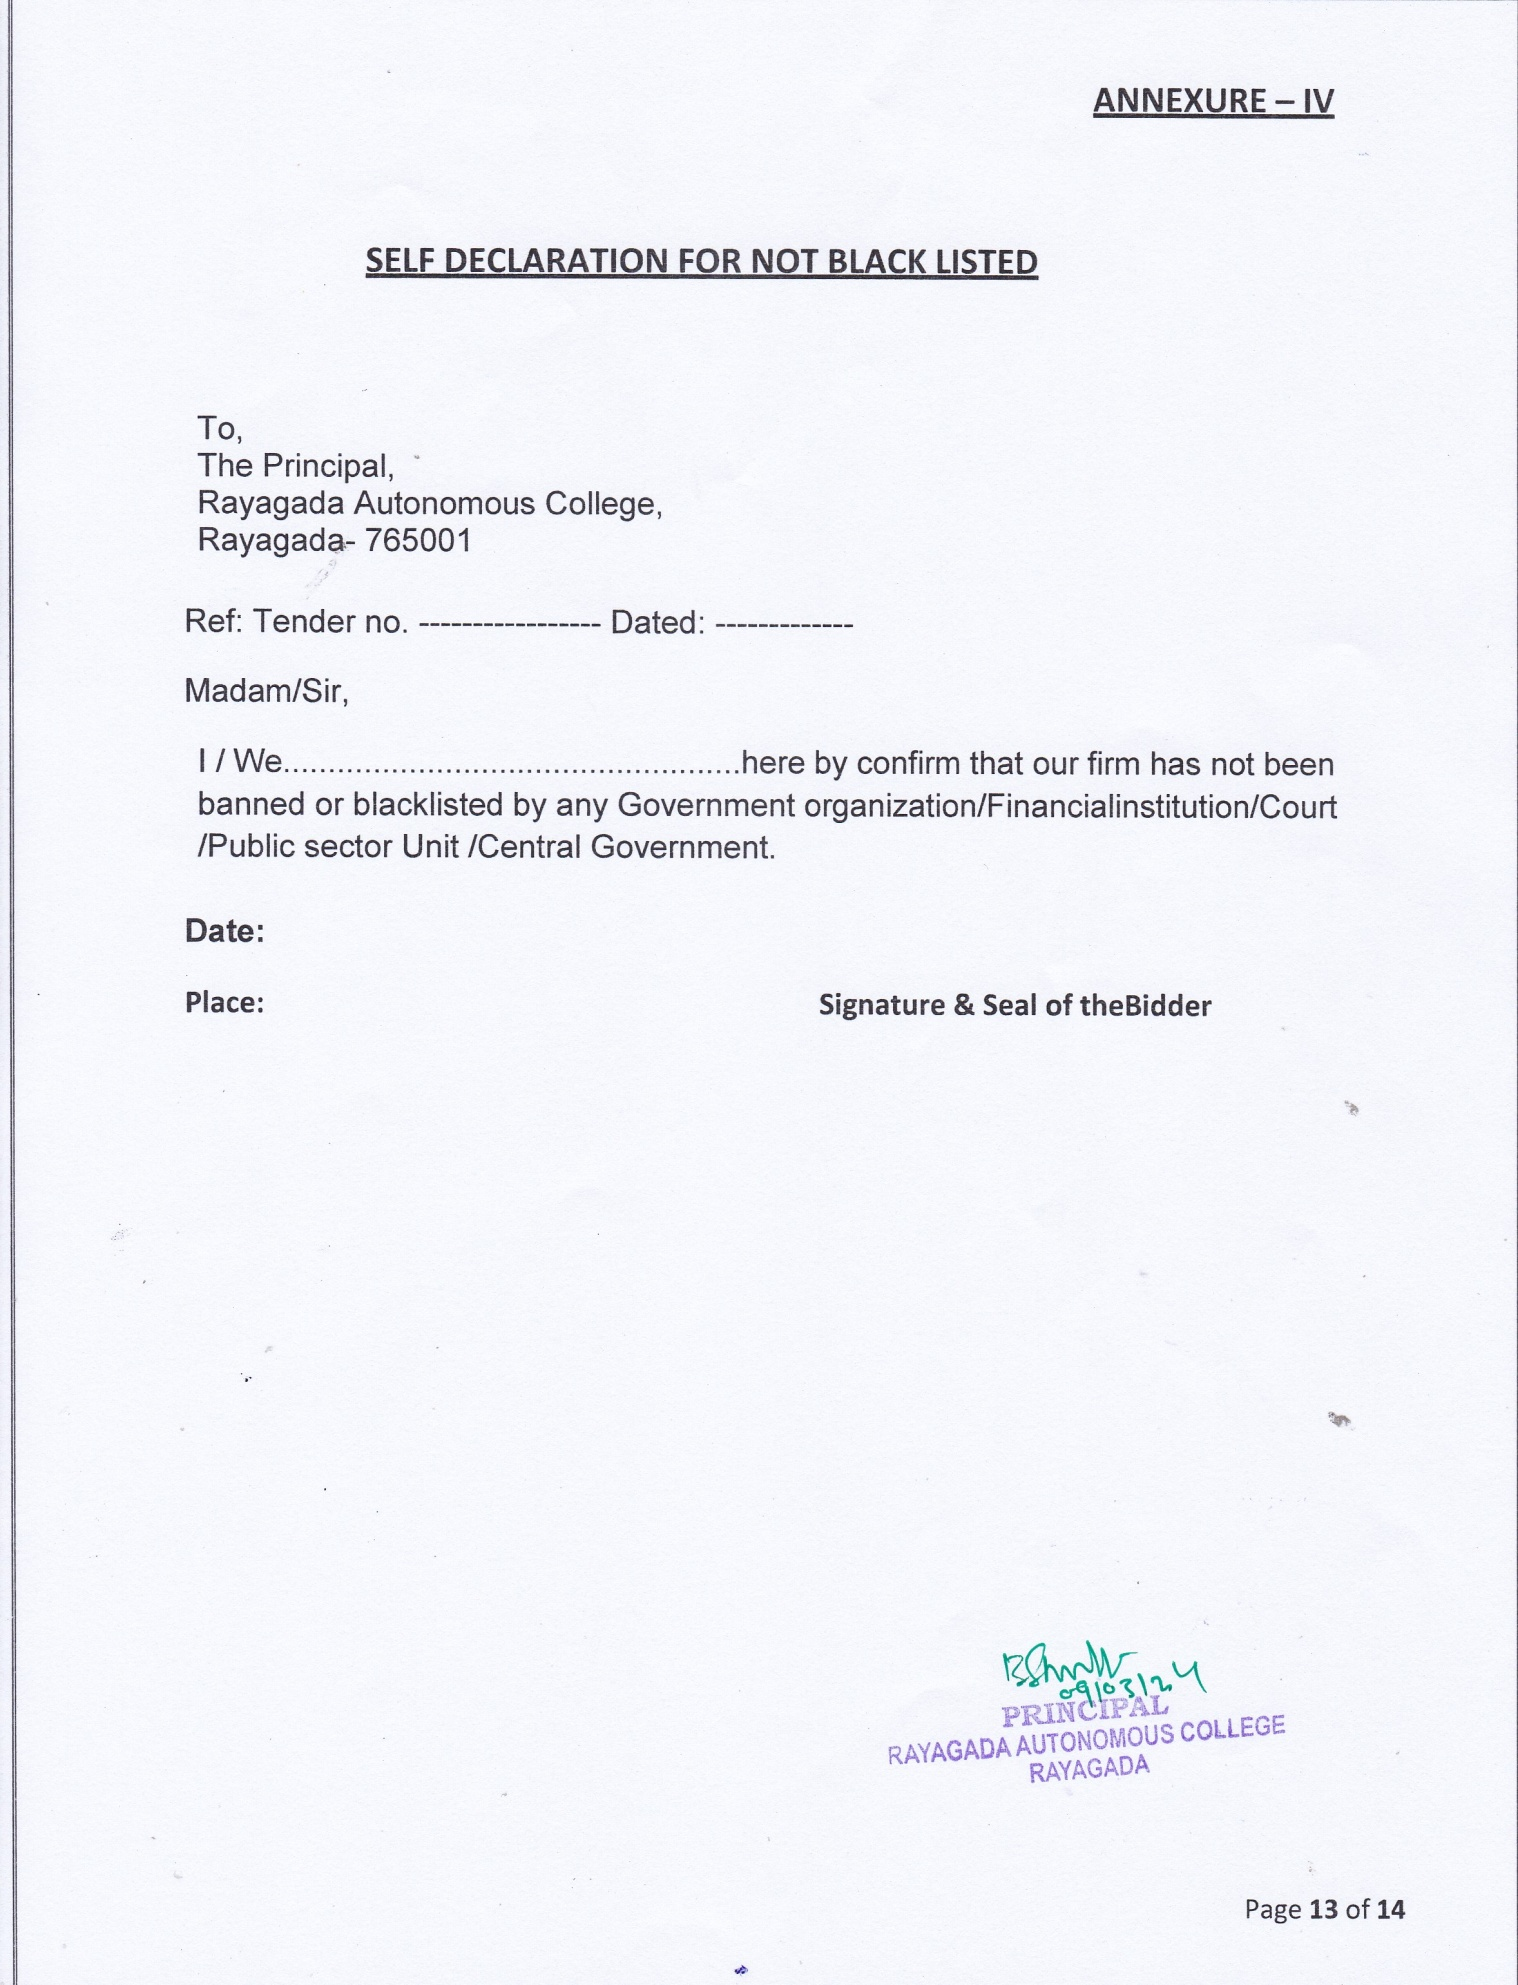 ANNEXURE – IV
SELF DECLARATION FOR NOT BLACK LISTED
To,
The Principal,
Rayagada Autonomous College,
Rayagada- 765001
Ref: Tender no. ----------------- Dated: -------------
Madam/Sir,
I / We..................................................here by confirm that our firm has not been
banned or blacklisted by any Government organization/Financialinstitution/Court
/Public sector Unit /Central Government.
Date:
Place: Signature & Seal of theBidder
09/03/24
PRINCIPAL
RAYAGADA AUTONOMOUS COLLEGE
RAYAGADA
Page 13 of 14